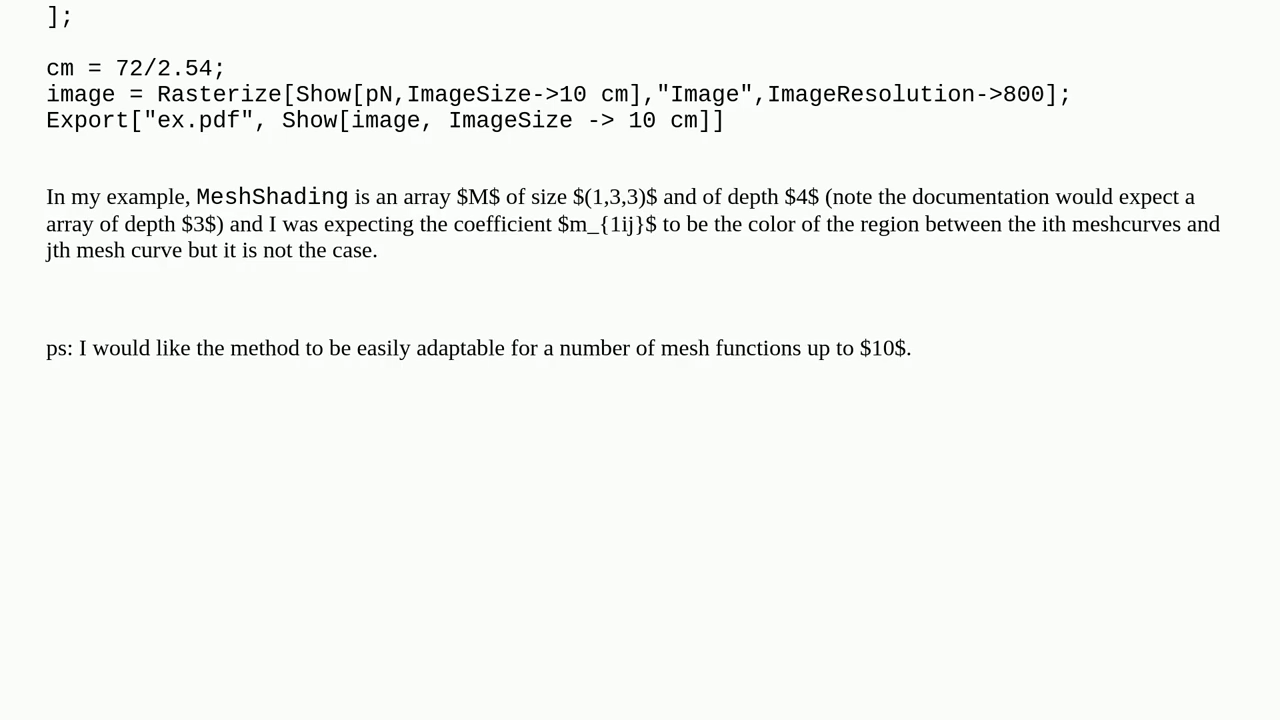 ];
cm = 72/2.54;
image = Rasterize[Show[pN,ImageSize->10 cm],"Image",ImageResolution->800];
Export["ex.pdf", Show[image, ImageSize -> 10 cm]]
In my example, MeshShading is an array $M$ of size $(1,3,3)$ and of depth $4$ (note the documentation would expect a
array of depth $3$) and I was expecting the coefficient $m_{1ij}$ to be the color of the region between the ith meshcurves and
jth mesh curve but it is not the case.
ps: I would like the method to be easily adaptable for a number of mesh functions up to $10$.